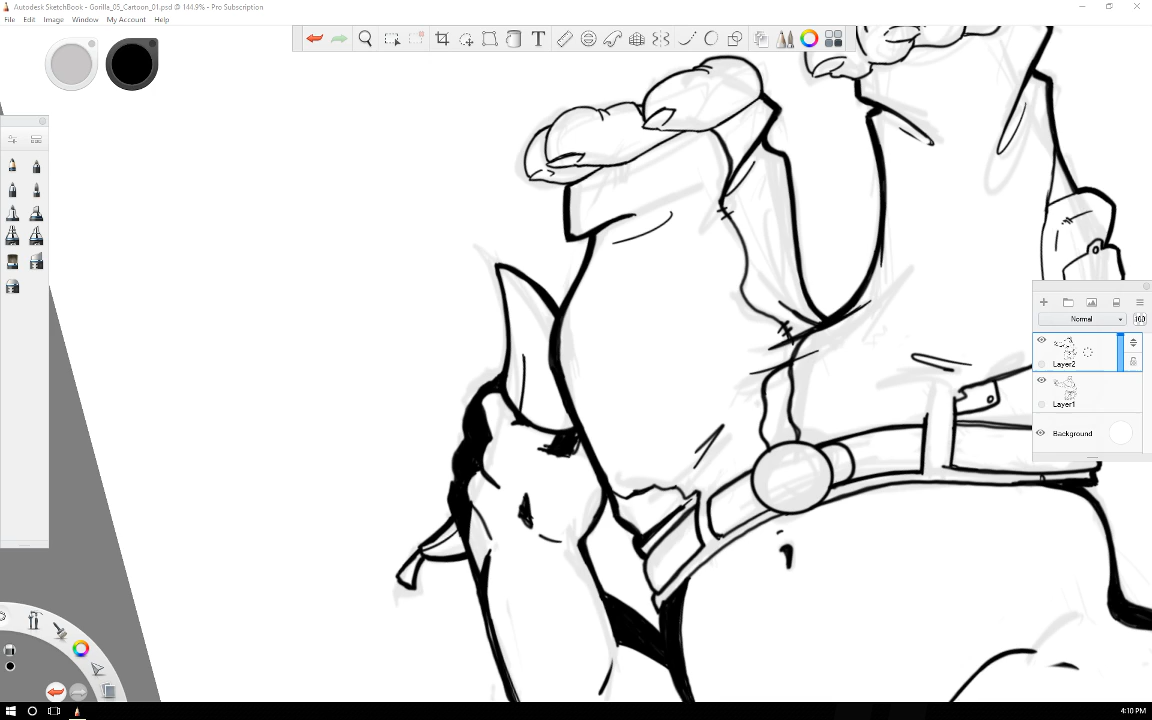 Autodesk SketchBook - Gorilla_05_Cartoon_01.psd @ 144.9% - Pro Subscription
File Edit Image Window My Account Help
Normal
100
Layer2
Layer1
Background
4:10 PM